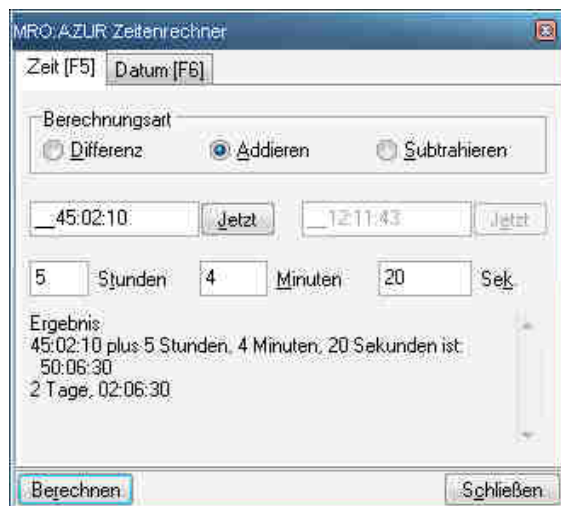 MRO:AZUR Zeitenrechner
Zeit [F5] Datum [F6]
Berechnungsart
Differenz Addieren Subtrahieren
__45:02:10 Jetzt __12:11:43 Jetzt
5 Stunden 4 Minuten 20 Sek.
Ergebnis
45:02:10 plus 5 Stunden, 4 Minuten, 20 Sekunden ist:
50:06:30
2 Tage, 02:06:30
Berechnen Schließen